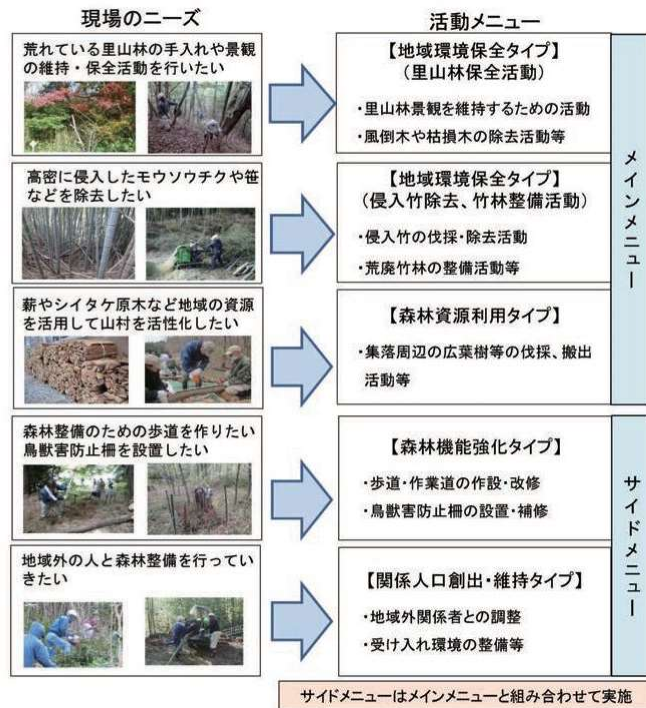 現場のニーズ
活動メニュー
荒れている里山林の手入れや景観
の維持・保全活動を行いたい
【地域環境保全タイプ】
(里山林保全活動)
・里山林景観を維持するための活動
・風倒木や枯損木の除去活動等
高密に侵入したモウソウチクや笹
などを除去したい
【地域環境保全タイプ】
(侵入竹除去、竹林整備活動)
・侵入竹の伐採・除去活動
・荒廃竹林の整備活動等
薪やシイタケ原木など地域の資源
を活用して山村を活性化したい
【森林資源利用タイプ】
・集落周辺の広葉樹等の伐採、搬出
活動等
メインメニュー
森林整備のための歩道を作りたい
鳥獣害防止柵を設置したい
【森林機能強化タイプ】
・歩道・作業道の作設・改修
・鳥獣害防止柵の設置・補修
地域外の人と森林整備を行ってい
きたい
【関係人口創出・維持タイプ】
・地域外関係者との調整
・受け入れ環境の整備等
サイドメニュー
サイドメニューはメインメニューと組み合わせて実施